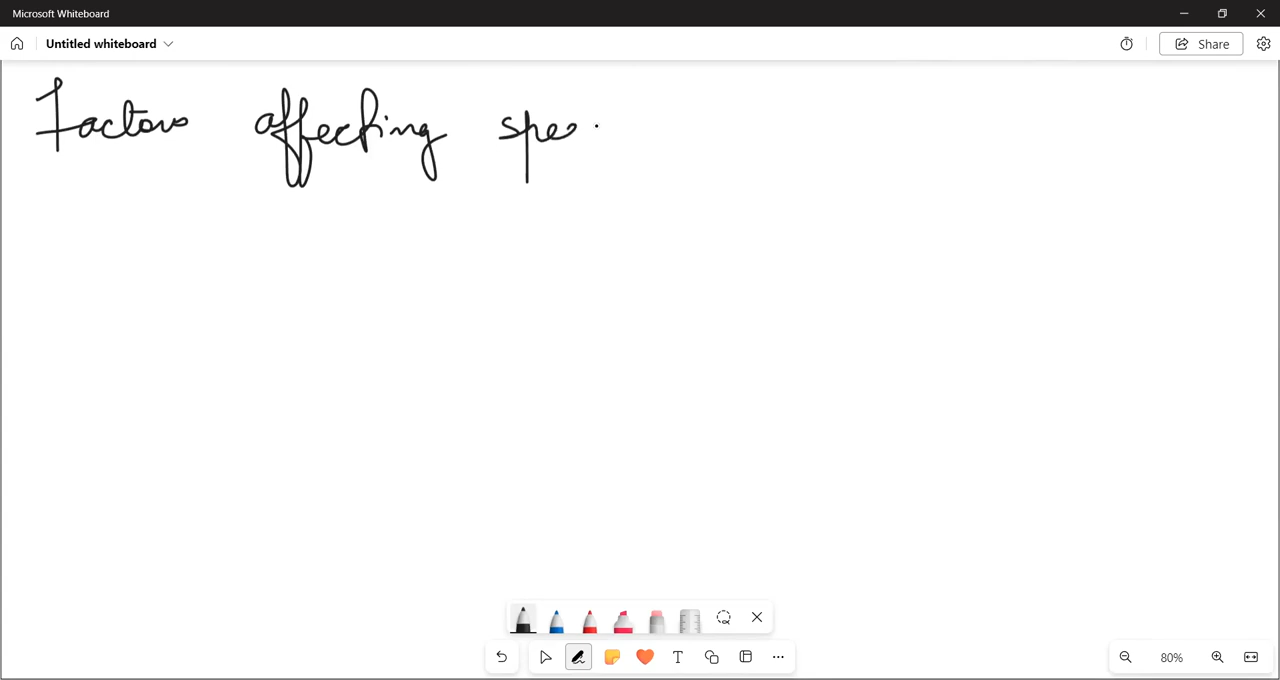 Microsoft Whiteboard
Untitled whiteboard
Share
Factors affecting spe
T
80%